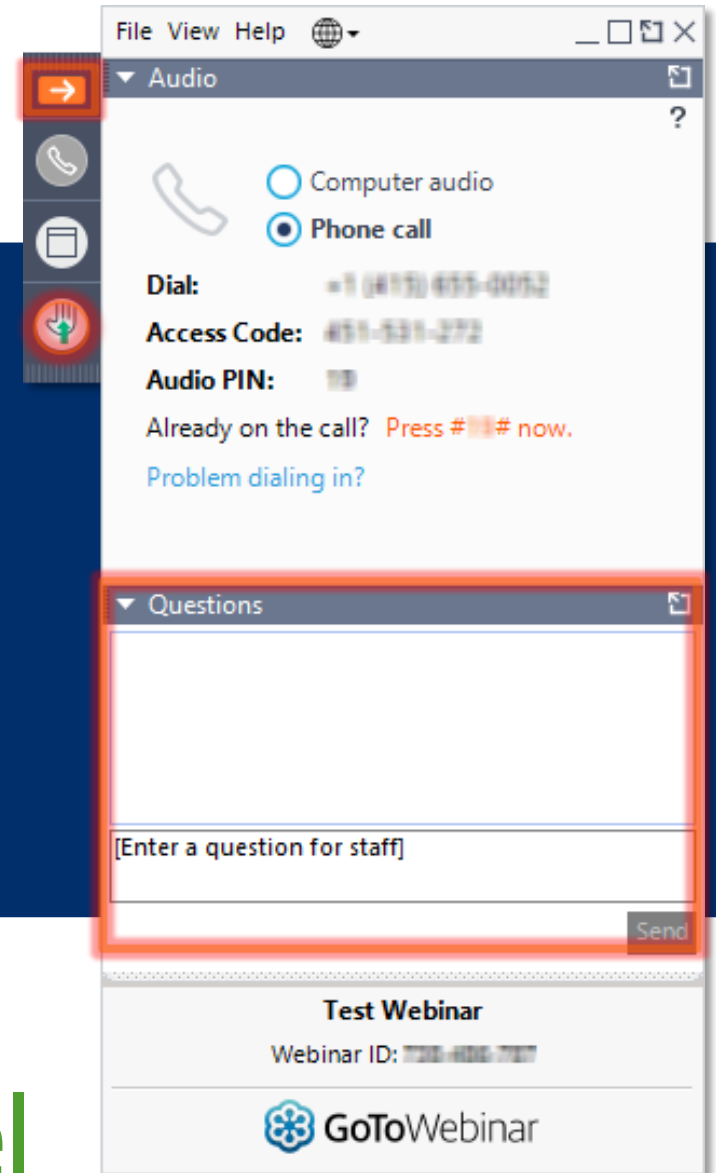 File View Help
Audio
?
Computer audio
Phone call
Dial:
Access Code:
Audio PIN:
Already on the call? Press # # now.
Problem dialing in?
Questions
[Enter a question for staff]
Send
Test Webinar
Webinar ID:
GoToWebinar